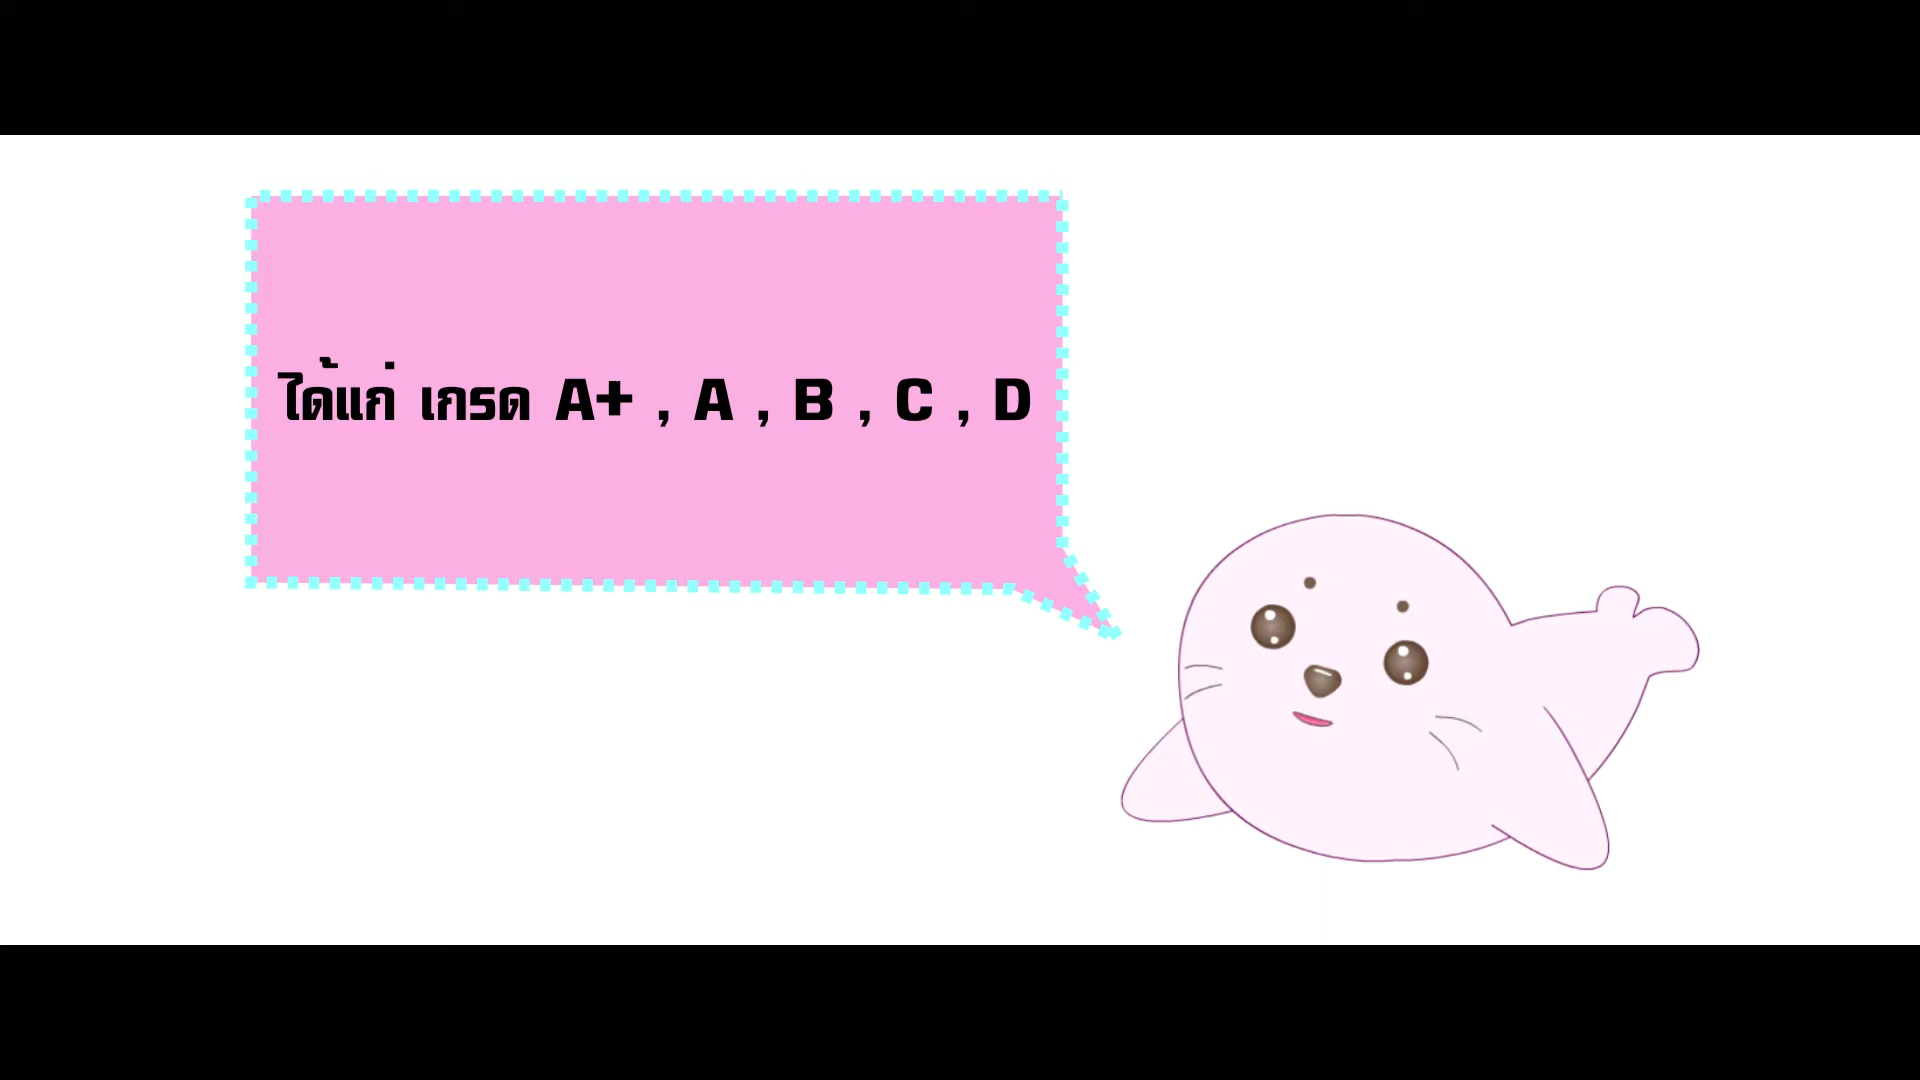 ได้แก่ เกรด A+ , A , B , C , D